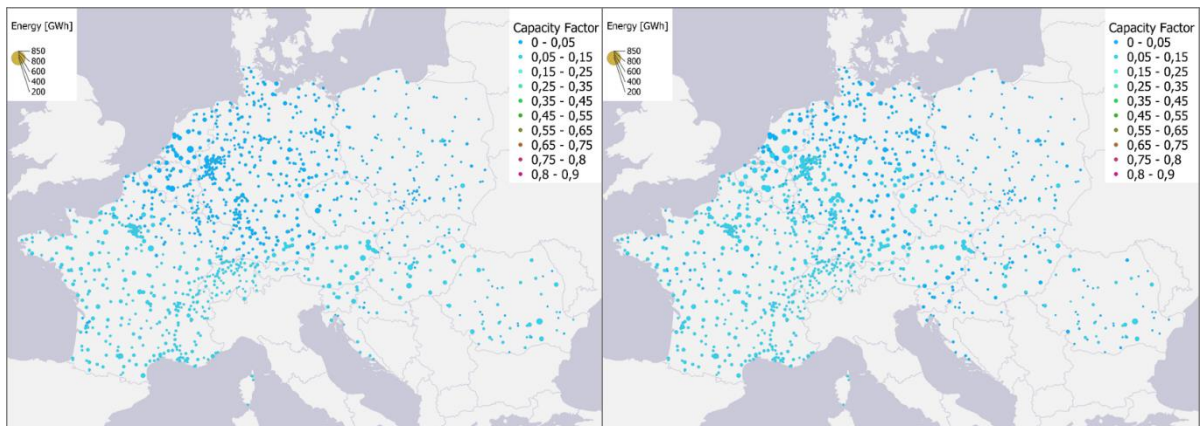 Energy [GWh]
850
800
600
400
200
Capacity Factor
0 - 0,05
0,05 - 0,15
0,15 - 0,25
0,25 - 0,35
0,35 - 0,45
0,45 - 0,55
0,55 - 0,65
0,65 - 0,75
0,75 - 0,8
0,8 - 0,9
Energy [GWh]
850
800
600
400
200
Capacity Factor
0 - 0,05
0,05 - 0,15
0,15 - 0,25
0,25 - 0,35
0,35 - 0,45
0,45 - 0,55
0,55 - 0,65
0,65 - 0,75
0,75 - 0,8
0,8 - 0,9